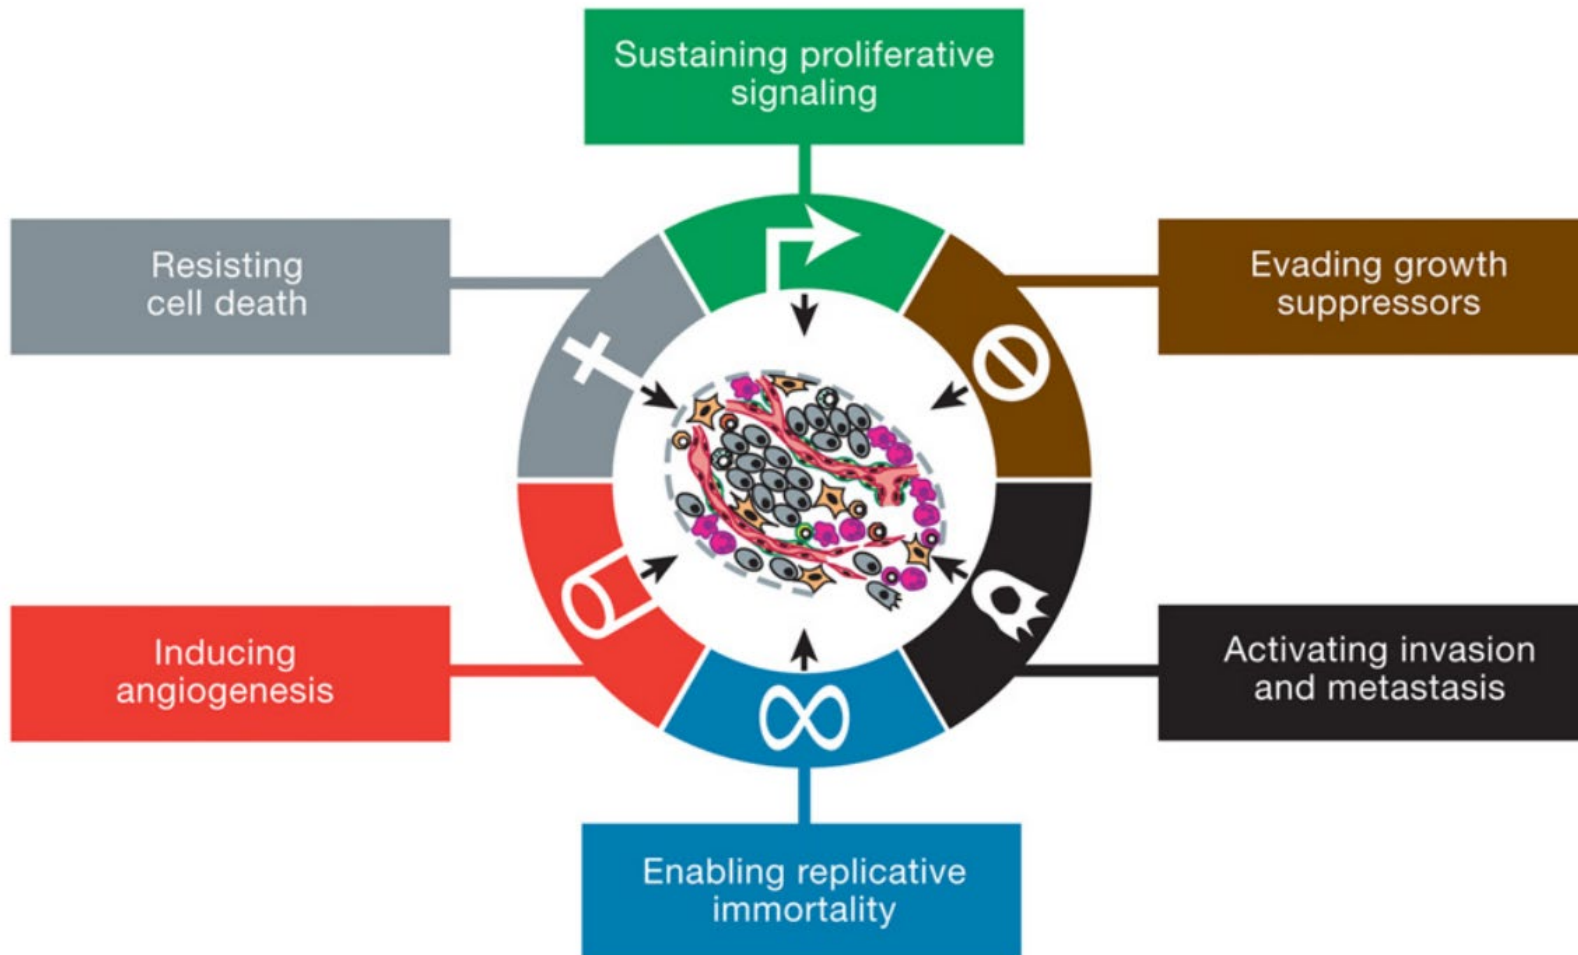 Sustaining proliferative
signaling
Resisting
cell death
Evading growth
suppressors
Inducing
angiogenesis
Activating invasion
and metastasis
Enabling replicative
immortality